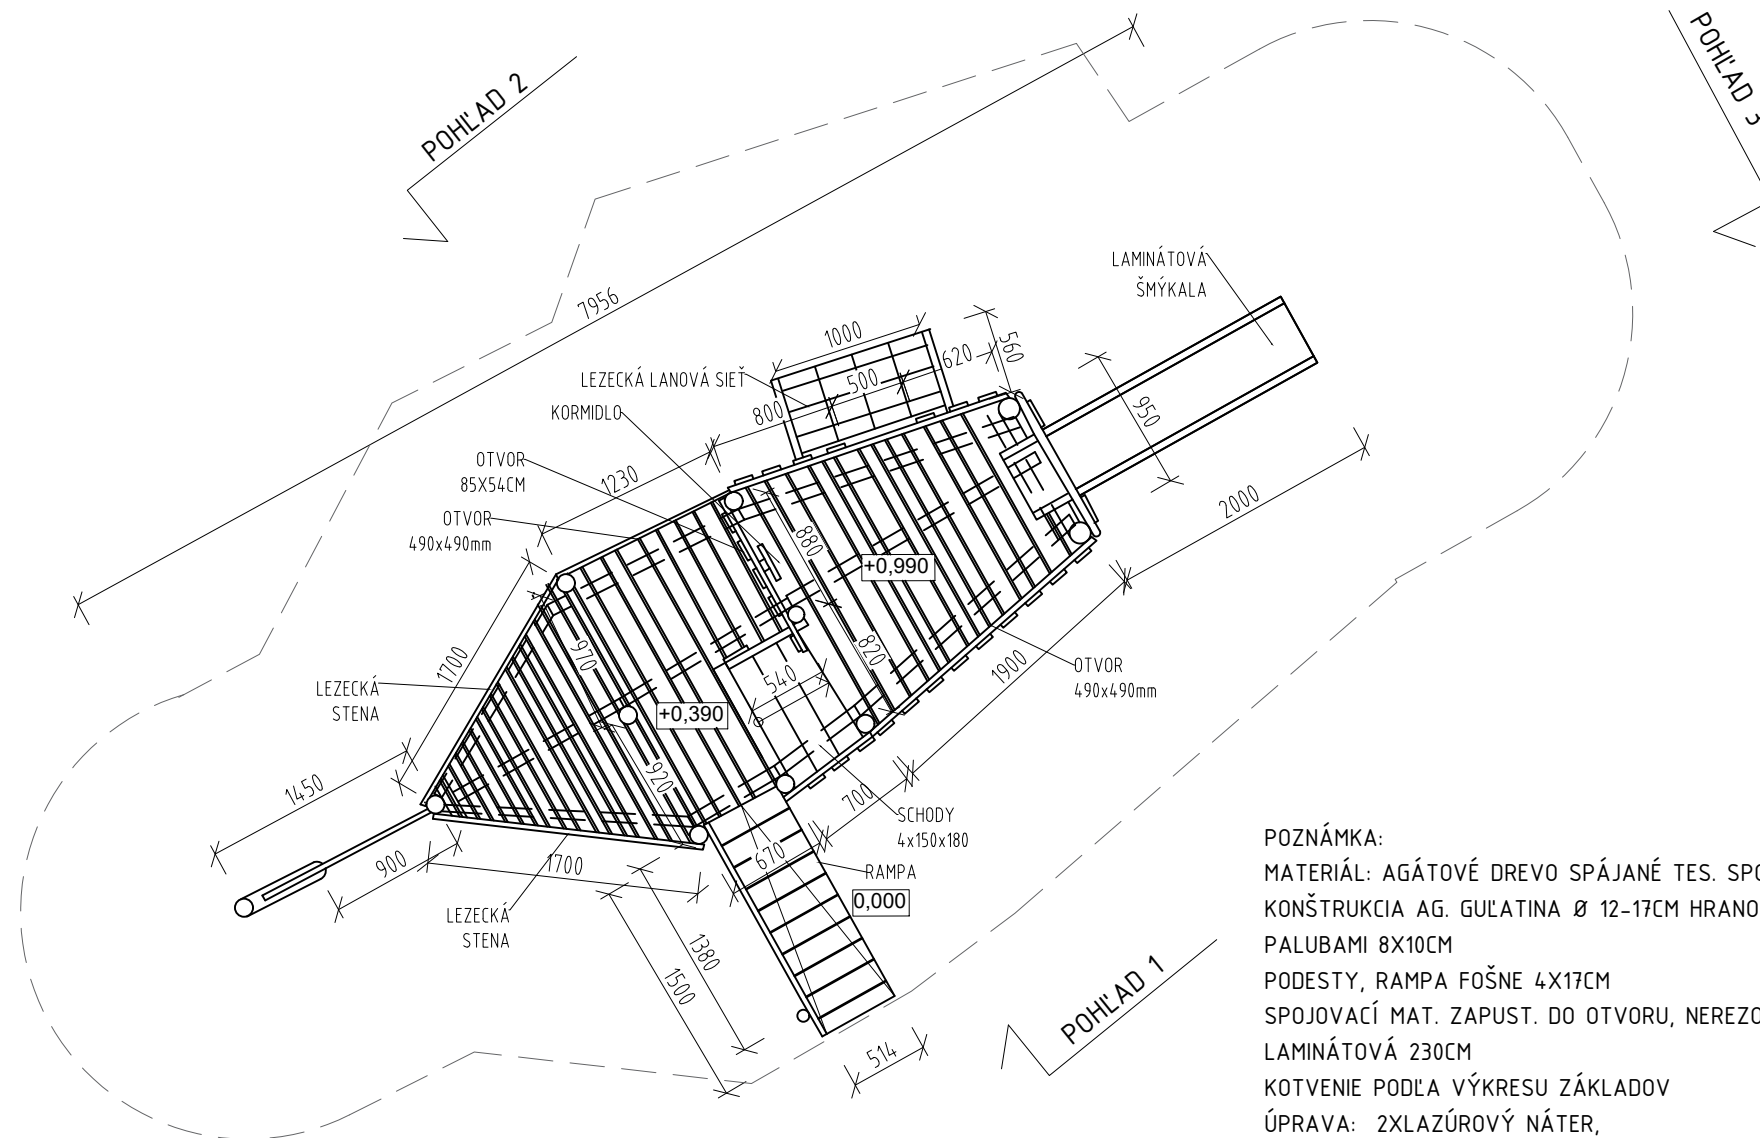 POHĽAD 2
POHĽAD 3
7956
LAMINÁTOVÁ
ŠMÝKALA
1000
560
620
500
LEZECKÁ LANOVÁ SIEŤ
800
950
KORMIDLO
OTVOR
85X54CM
1230
2000
OTVOR
490x490mm
880
+0,990
1700
970
820
1900
OTVOR
490x490mm
540
LEZECKÁ
STENA
+0,390
920
1450
700
SCHODY
4x150x180
900
1700
670
RAMPA
0,000
LEZECKÁ
STENA
1380
1500
POHĽAD 1
514
POZNÁMKA:
MATERIÁL: AGÁTOVÉ DREVO SPÁJANÉ TES.
KONŠTRUKCIA AG. GUĽATINA Ø 12-17CM
PALUBAMI 8X10CM
PODESTY, RAMPA FOŠNE 4X17CM
SPOJOVACÍ MAT. ZAPUST. DO OTVORU,
LAMINÁTOVÁ 230CM
KOTVENIE PODĽA VÝKRESU ZÁKLADOV
ÚPRAVA: 2XLAZÚROVÝ NÁTER,